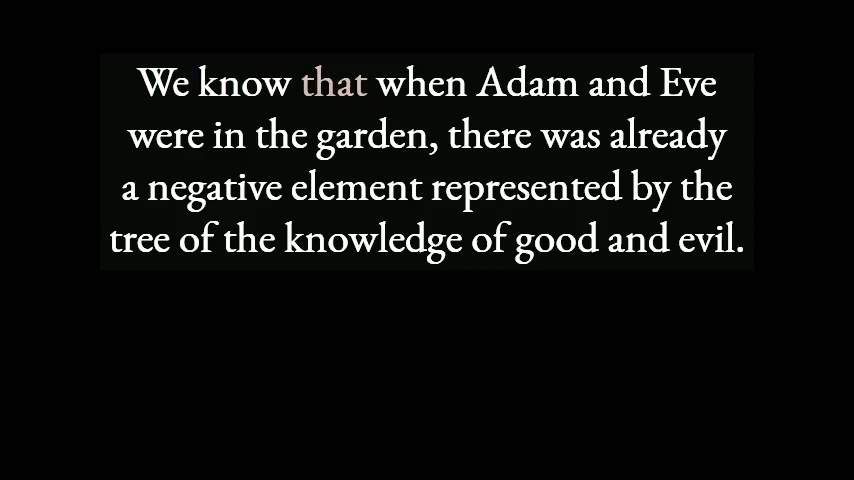 We know that when Adam and Eve
were in the garden, there was already
a negative element represented by the
tree of the knowledge of good and evil.